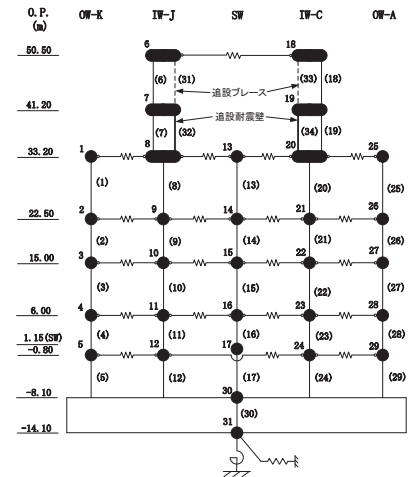 O.P.
(m)
OW-K IW-J SW IW-C OW-A
50.50
6 18
(6) (31) (33) (18)
追設ブレース
41.20
7 19
追設耐震壁
(7) (32) (34) (19)
33.20
1 8 13 20 25
(1) (8) (13) (20) (25)
22.50
2 9 14 21 26
(2) (9) (14) (21) (26)
15.00
3 10 15 22 27
(3) (10) (15) (22) (27)
6.00
4 11 16 23 28
(4) (11) (16) (23) (28)
1.15(SW)
-0.80
5 12 17 24 29
(5) (12) (17) (24) (29)
-8.10
30
(30)
-14.10
31